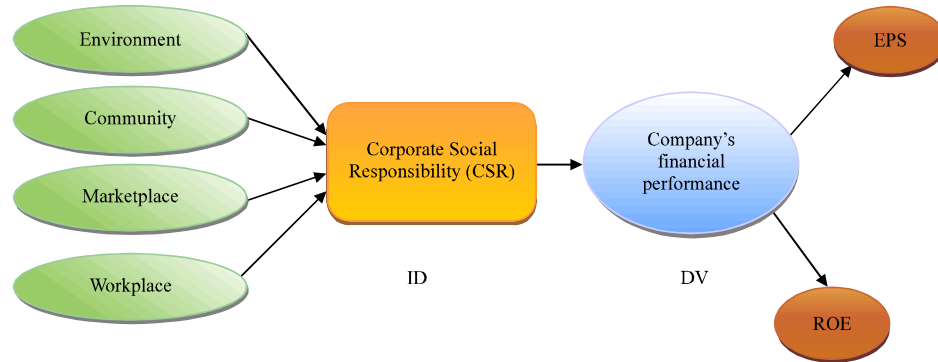 Environment
Community
Marketplace
Workplace
Corporate Social
Responsibility (CSR)
ID
Company's
financial
performance
DV
EPS
ROE